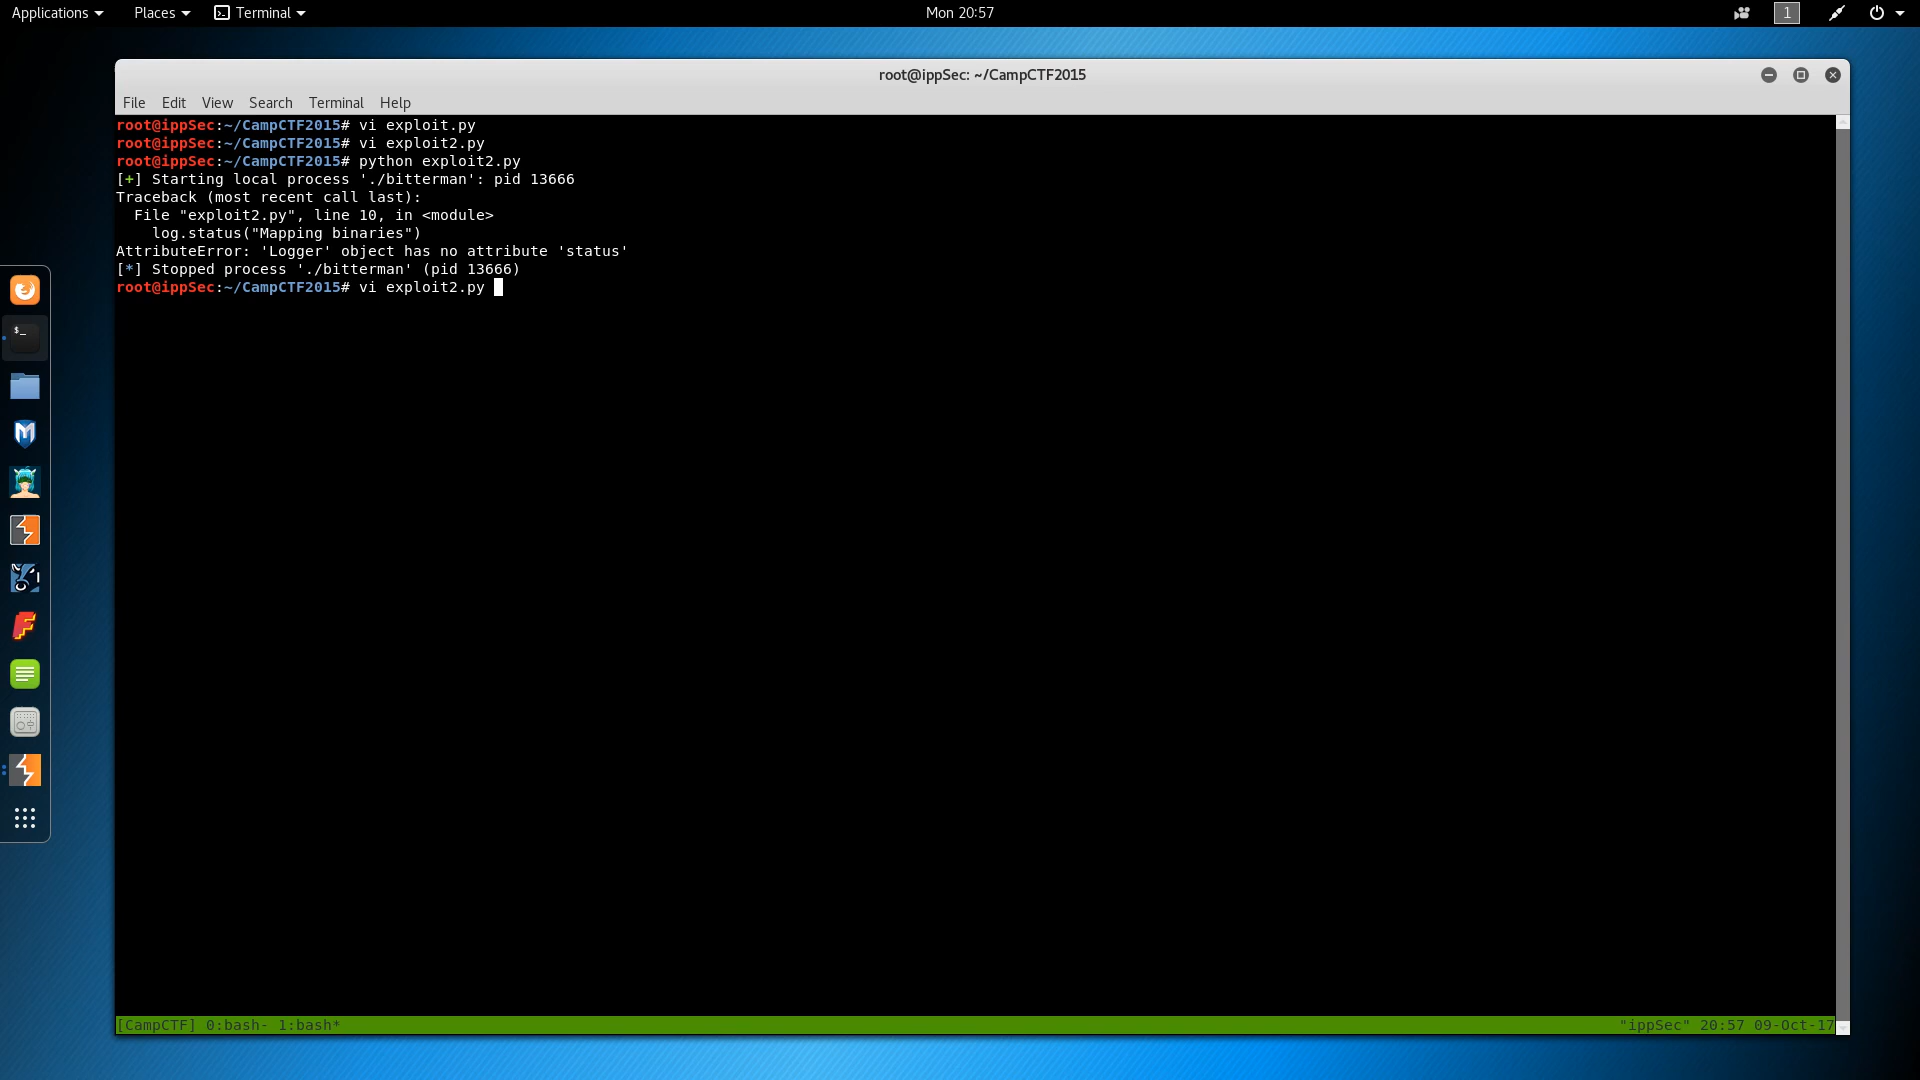 Applications Places Terminal Mon 20:57 1
root@ippSec: ~/CampCTF2015
File Edit View Search Terminal Help
root@ippSec:~/CampCTF2015# vi exploit.py
root@ippSec:~/CampCTF2015# vi exploit2.py
root@ippSec:~/CampCTF2015# python exploit2.py
[+] Starting local process './bitterman': pid 13666
Traceback (most recent call last):
  File "exploit2.py", line 10, in <module>
    log.status("Mapping binaries")
AttributeError: 'Logger' object has no attribute 'status'
[*] Stopped process './bitterman' (pid 13666)
root@ippSec:~/CampCTF2015# vi exploit2.py
[CampCTF] 0:bash- 1:bash* "ippSec" 20:57 09-Oct-17